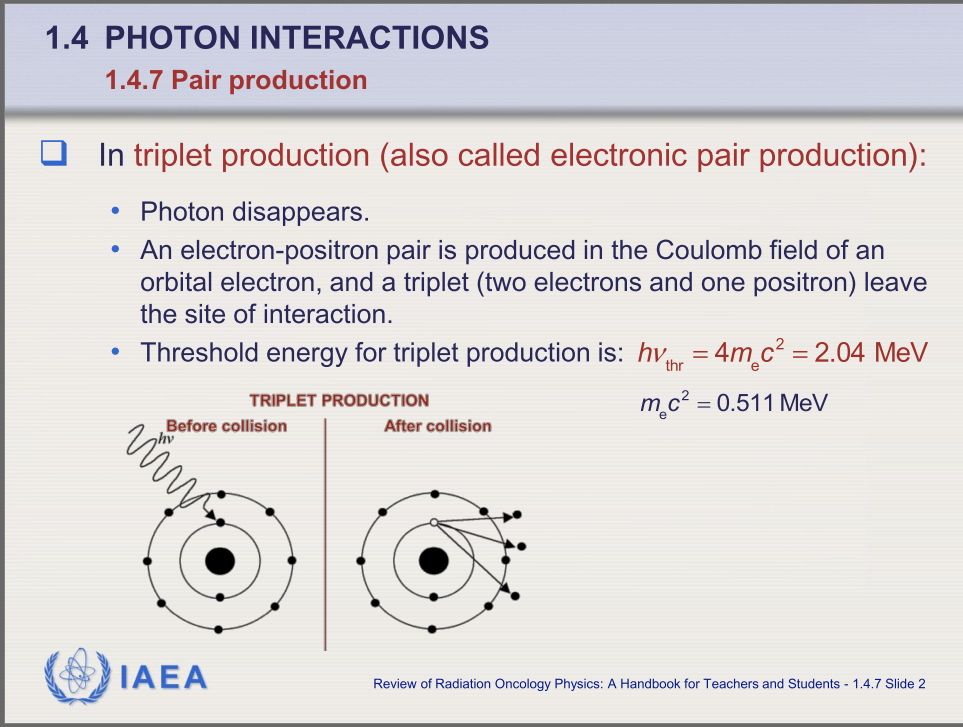 1.4 PHOTON INTERACTIONS
1.4.7 Pair production
In triplet production (also called electronic pair production):
• Photon disappears.
• An electron-positron pair is produced in the Coulomb field of an
orbital electron, and a triplet (two electrons and one positron) leave
the site of interaction.
• Threshold energy for triplet production is: hν_thr = 4m_ec² = 2.04 MeV
m_ec² = 0.511 MeV
TRIPLET PRODUCTION
Before collision
After collision
hν
IAEA
Review of Radiation Oncology Physics: A Handbook for Teachers and Students - 1.4.7 Slide 2